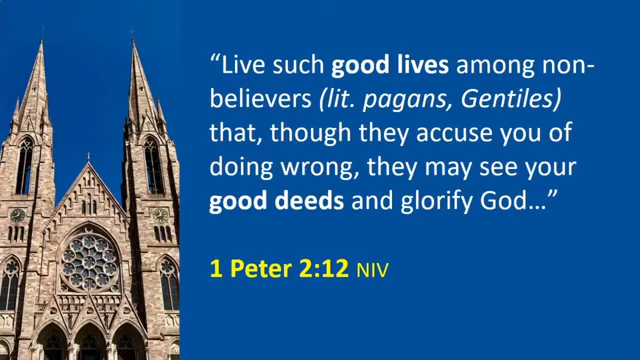 “Live such good lives among non-
believers (lit. pagans, Gentiles)
that, though they accuse you of
doing wrong, they may see your
good deeds and glorify God…”
1 Peter 2:12 NIV